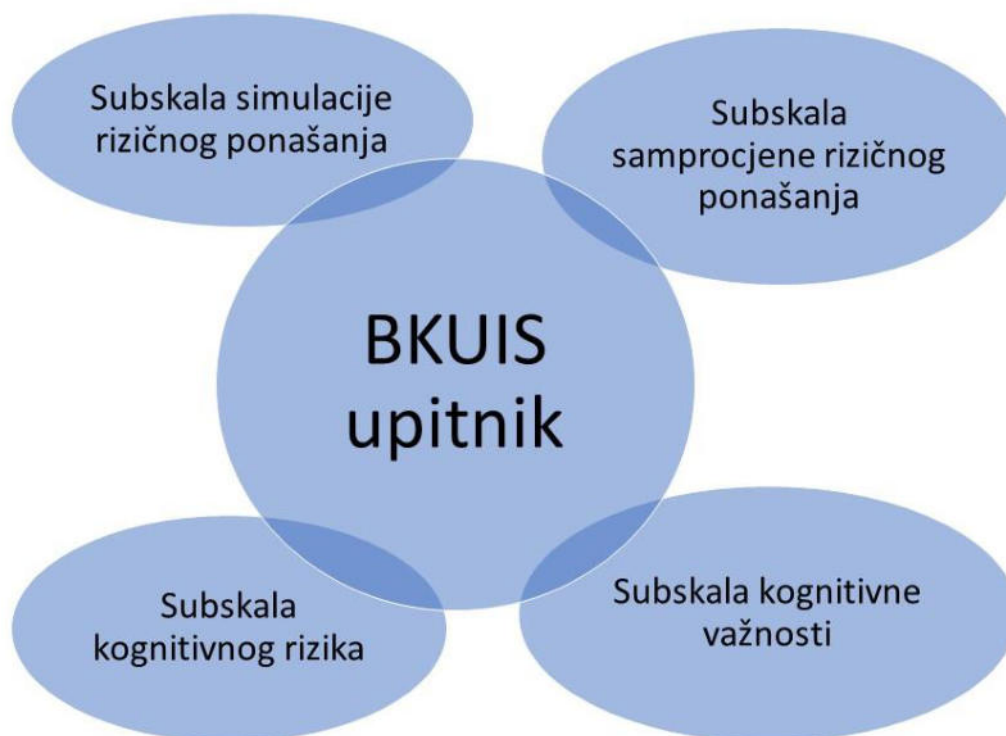 Subskala simulacije
rizičnog ponašanja
Subskala
samprocjene rizičnog
ponašanja
BKUIS
upitnik
Subskala
kognitivnog rizika
Subskala kognitivne
važnosti